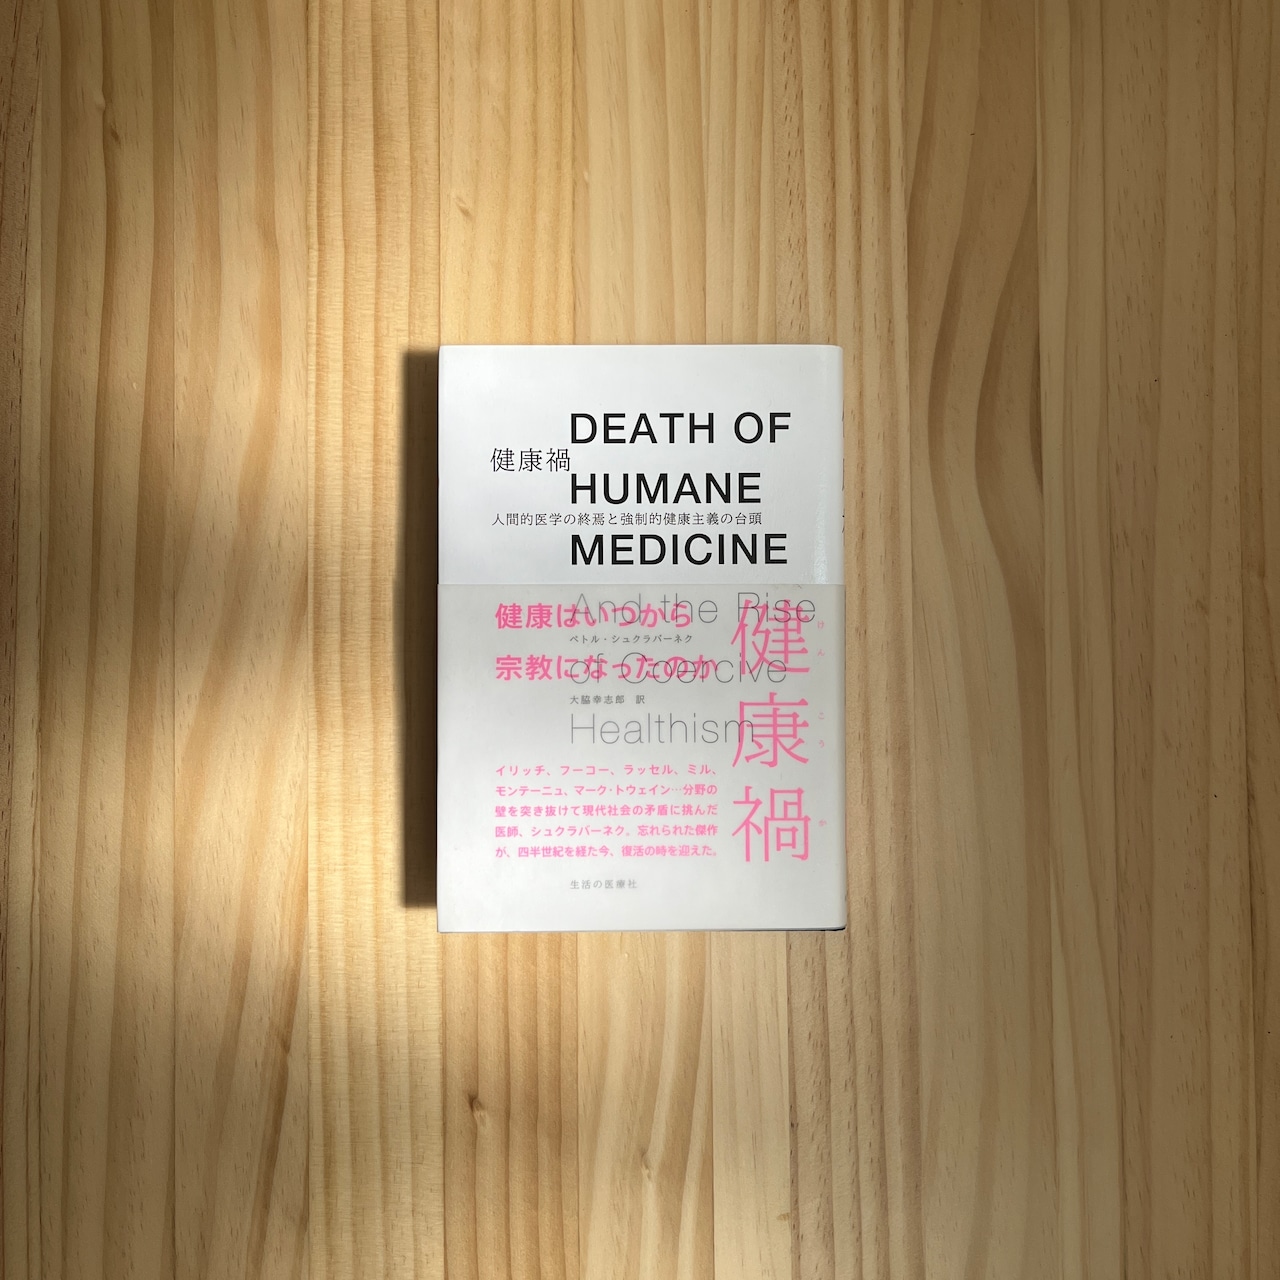 DEATH OF
健康禍
HUMANE
人間的医学の終焉と強制的健康主義の台頭
MEDICINE
And the Rise
健康はいつから
ペトル・シュクラバーネク
of Coercive
宗教になったのか
大脇幸志郎 訳
Healthism
健康禍
けんこうか
イリッチ、フーコー、ラッセル、ミル、
モンテーニュ、マーク・トウェイン…分野の
壁を突き抜けて現代社会の矛盾に挑んだ
医師、シュクラバーネク。忘れられた傑作
が、四半世紀を経た今、復活の時を迎えた。
生活の医療社